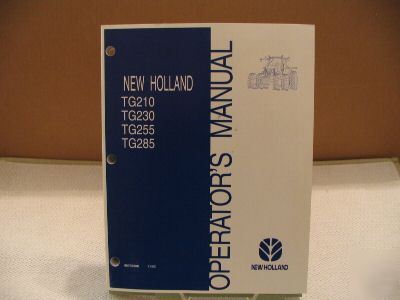 NEW HOLLAND
TG210
TG230
TG255
TG285
OPERATOR'S MANUAL
NEW HOLLAND